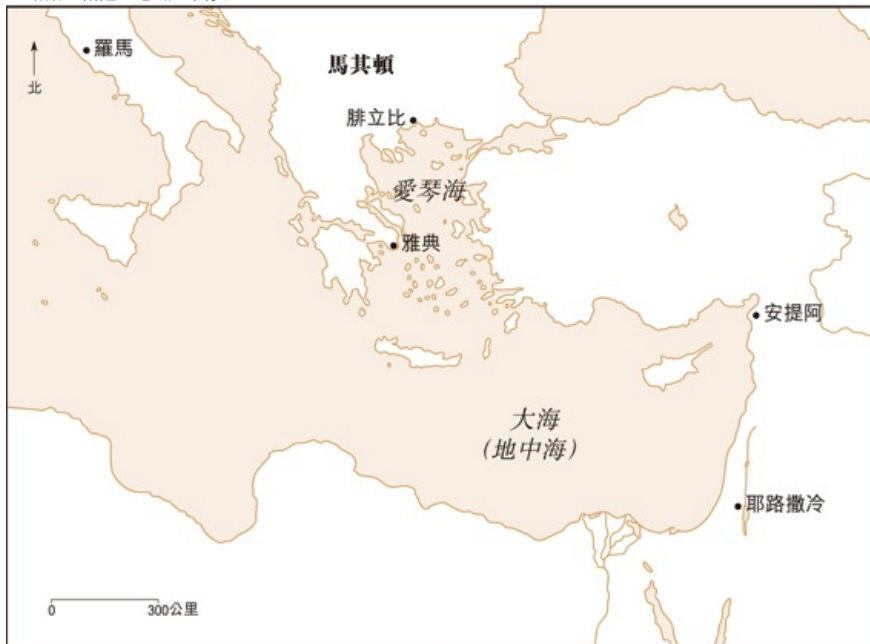 羅馬
北
馬其頓
腓立比
愛琴海
雅典
安提阿
大海
(地中海)
耶路撒冷
0 300公里